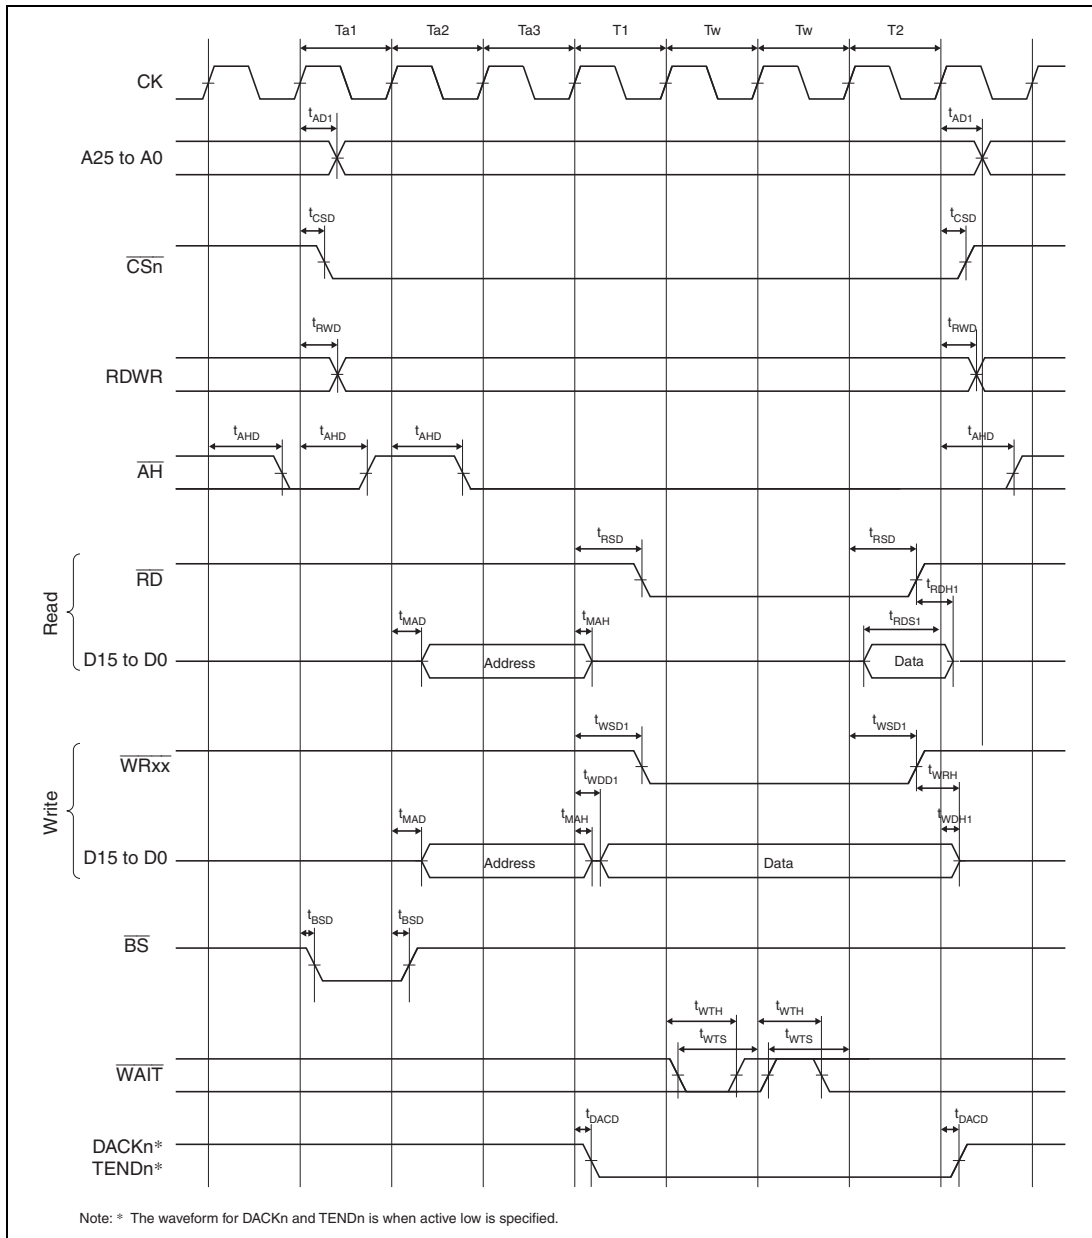 Ta1 Ta2 Ta3 T1 Tw Tw T2
CK
tAD1 tAD1
A25 to A0
tCSD tCSD
CSn
tRWD tRWD
RDWR
tAHD tAHD tAHD tAHD
AH
tRSD tRSD
RD
tRDH1
Read
tMAD tMAH tRDS1
D15 to D0 Address Data
tWSD1 tWSD1
WRxx
tWDD1 tWRH
Write
tMAD tMAH tWDH1
D15 to D0 Address Data
tBSD tBSD
BS
tWTH tWTH
tWTS tWTS
WAIT
tDACD tDACD
DACKn*
TENDn*
Note: * The waveform for DACKn and TENDn is when active low is specified.